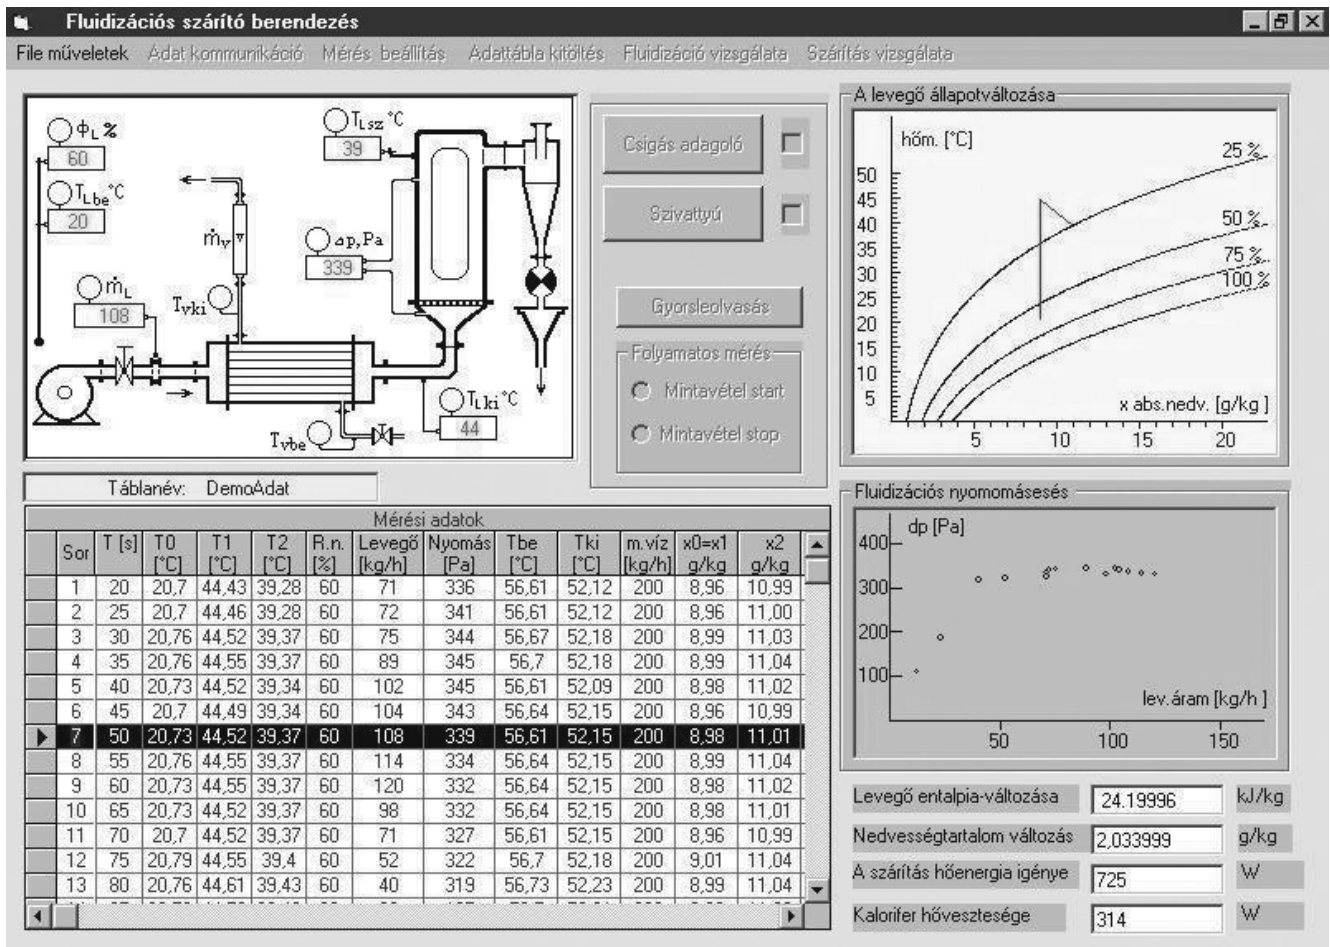 Fluidizációs szárító berendezés
File műveletek Adat kommunikáció Mérés beállítás Adattábla kitöltés Fluidizáció vizsgálata Szárítás vizsgálata
ϕL %
60
TLbe °C
20
ṁL
108
ṁv
Tvki
TLsz °C
39
Δp, Pa
339
TLki °C
44
Tvbe
Csigás adagoló
Szivattyú
Gyorsleolvasás
Folyamatos mérés
Mintavétel start
Mintavétel stop
A levegő állapotváltozása
hőm. [°C]
25 %
50 %
75 %
100 %
50
45
40
35
30
25
20
15
10
5
x abs.nedv. [g/kg ]
5 10 15 20
Táblanév: DemoAdat
Mérési adatok
Sor T [s] T0 [°C] T1 [°C] T2 [°C] R.n. [%] Levegő [kg/h] Nyomás [Pa] Tbe [°C] Tki [°C] m.víz [kg/h] x0=x1 g/kg x2 g/kg
1 20 20,7 44,43 39,28 60 71 336 56,61 52,12 200 8,96 10,99
2 25 20,7 44,46 39,28 60 72 341 56,61 52,12 200 8,96 11,00
3 30 20,76 44,52 39,37 60 75 344 56,67 52,18 200 8,99 11,03
4 35 20,76 44,55 39,37 60 89 345 56,7 52,18 200 8,99 11,04
5 40 20,73 44,52 39,34 60 102 345 56,61 52,09 200 8,98 11,02
6 45 20,7 44,49 39,34 60 104 343 56,64 52,15 200 8,96 10,99
7 50 20,73 44,52 39,37 60 108 339 56,61 52,15 200 8,98 11,01
8 55 20,76 44,55 39,37 60 114 334 56,64 52,15 200 8,99 11,04
9 60 20,73 44,55 39,37 60 120 332 56,64 52,15 200 8,98 11,02
10 65 20,73 44,52 39,37 60 98 332 56,64 52,15 200 8,98 11,01
11 70 20,7 44,52 39,37 60 71 327 56,61 52,15 200 8,96 10,99
12 75 20,79 44,55 39,4 60 52 322 56,7 52,18 200 9,01 11,04
13 80 20,76 44,61 39,43 60 40 319 56,73 52,23 200 8,99 11,04
Fluidizációs nyomomásesés
dp [Pa]
400
300
200
100
lev.áram [kg/h ]
50 100 150
Levegő entalpia-változása 24.19996 kJ/kg
Nedvességtartalom változás 2,033999 g/kg
A szárítás hőenergia igénye 725 W
Kalorifer hővesztesége 314 W